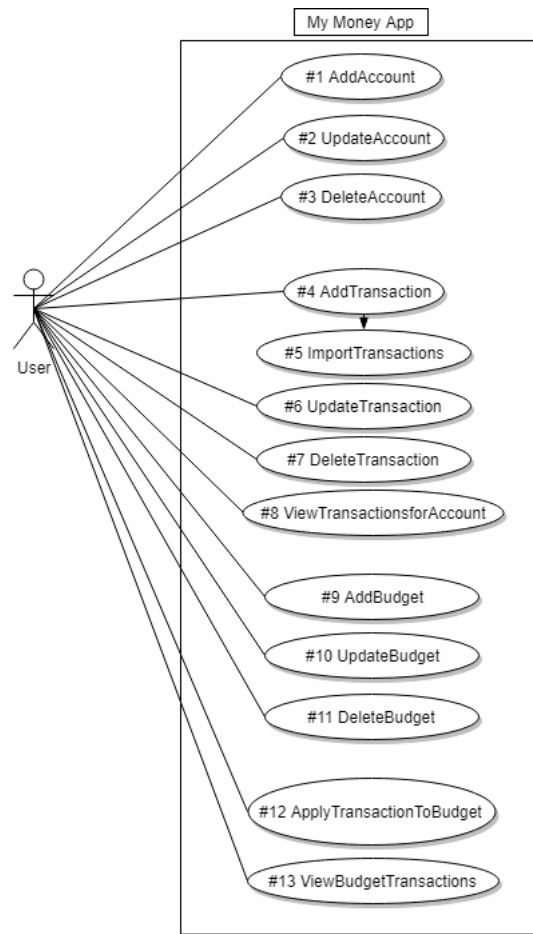 My Money App
#1 AddAccount
#2 UpdateAccount
#3 DeleteAccount
#4 AddTransaction
User
#5 ImportTransactions
#6 UpdateTransaction
#7 DeleteTransaction
#8 ViewTransactionsforAccount
#9 AddBudget
#10 UpdateBudget
#11 DeleteBudget
#12 ApplyTransactionToBudget
#13 ViewBudgetTransactions